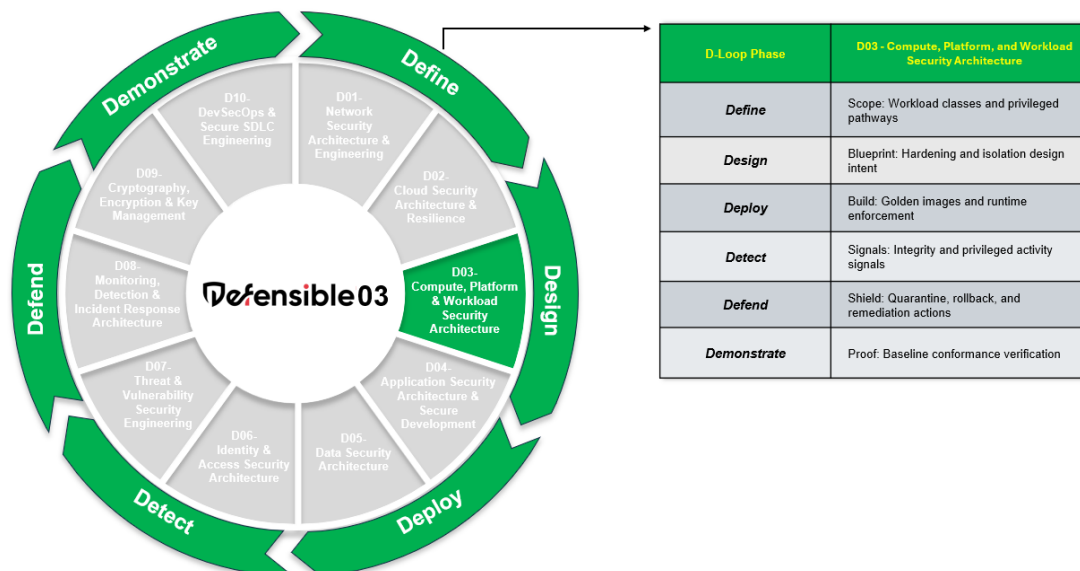 Define
Design
Deploy
Detect
Defend
Demonstrate
D01-
Network
Security
Architecture &
Engineering
D02-
Cloud Security
Architecture
& Resilience
D03-
Compute, Platform
& Workload
Security
Architecture
D04-
Application Security
Architecture &
Secure
Development
D05-
Data Security
Architecture
D06-
Identity &
Access Security
Architecture
D07-
Threat &
Vulnerability
Security
Engineering
D08-
Monitoring,
Detection &
Incident Response
Architecture
D09-
Cryptography,
Encryption & Key
Management
D10-
DevSecOps &
Secure SDLC
Engineering
Defensible03
D-Loop Phase
D03 - Compute, Platform, and Workload
Security Architecture
Define
Scope: Workload classes and privileged
pathways
Design
Blueprint: Hardening and isolation design
intent
Deploy
Build: Golden images and runtime
enforcement
Detect
Signals: Integrity and privileged activity
signals
Defend
Shield: Quarantine, rollback, and
remediation actions
Demonstrate
Proof: Baseline conformance verification